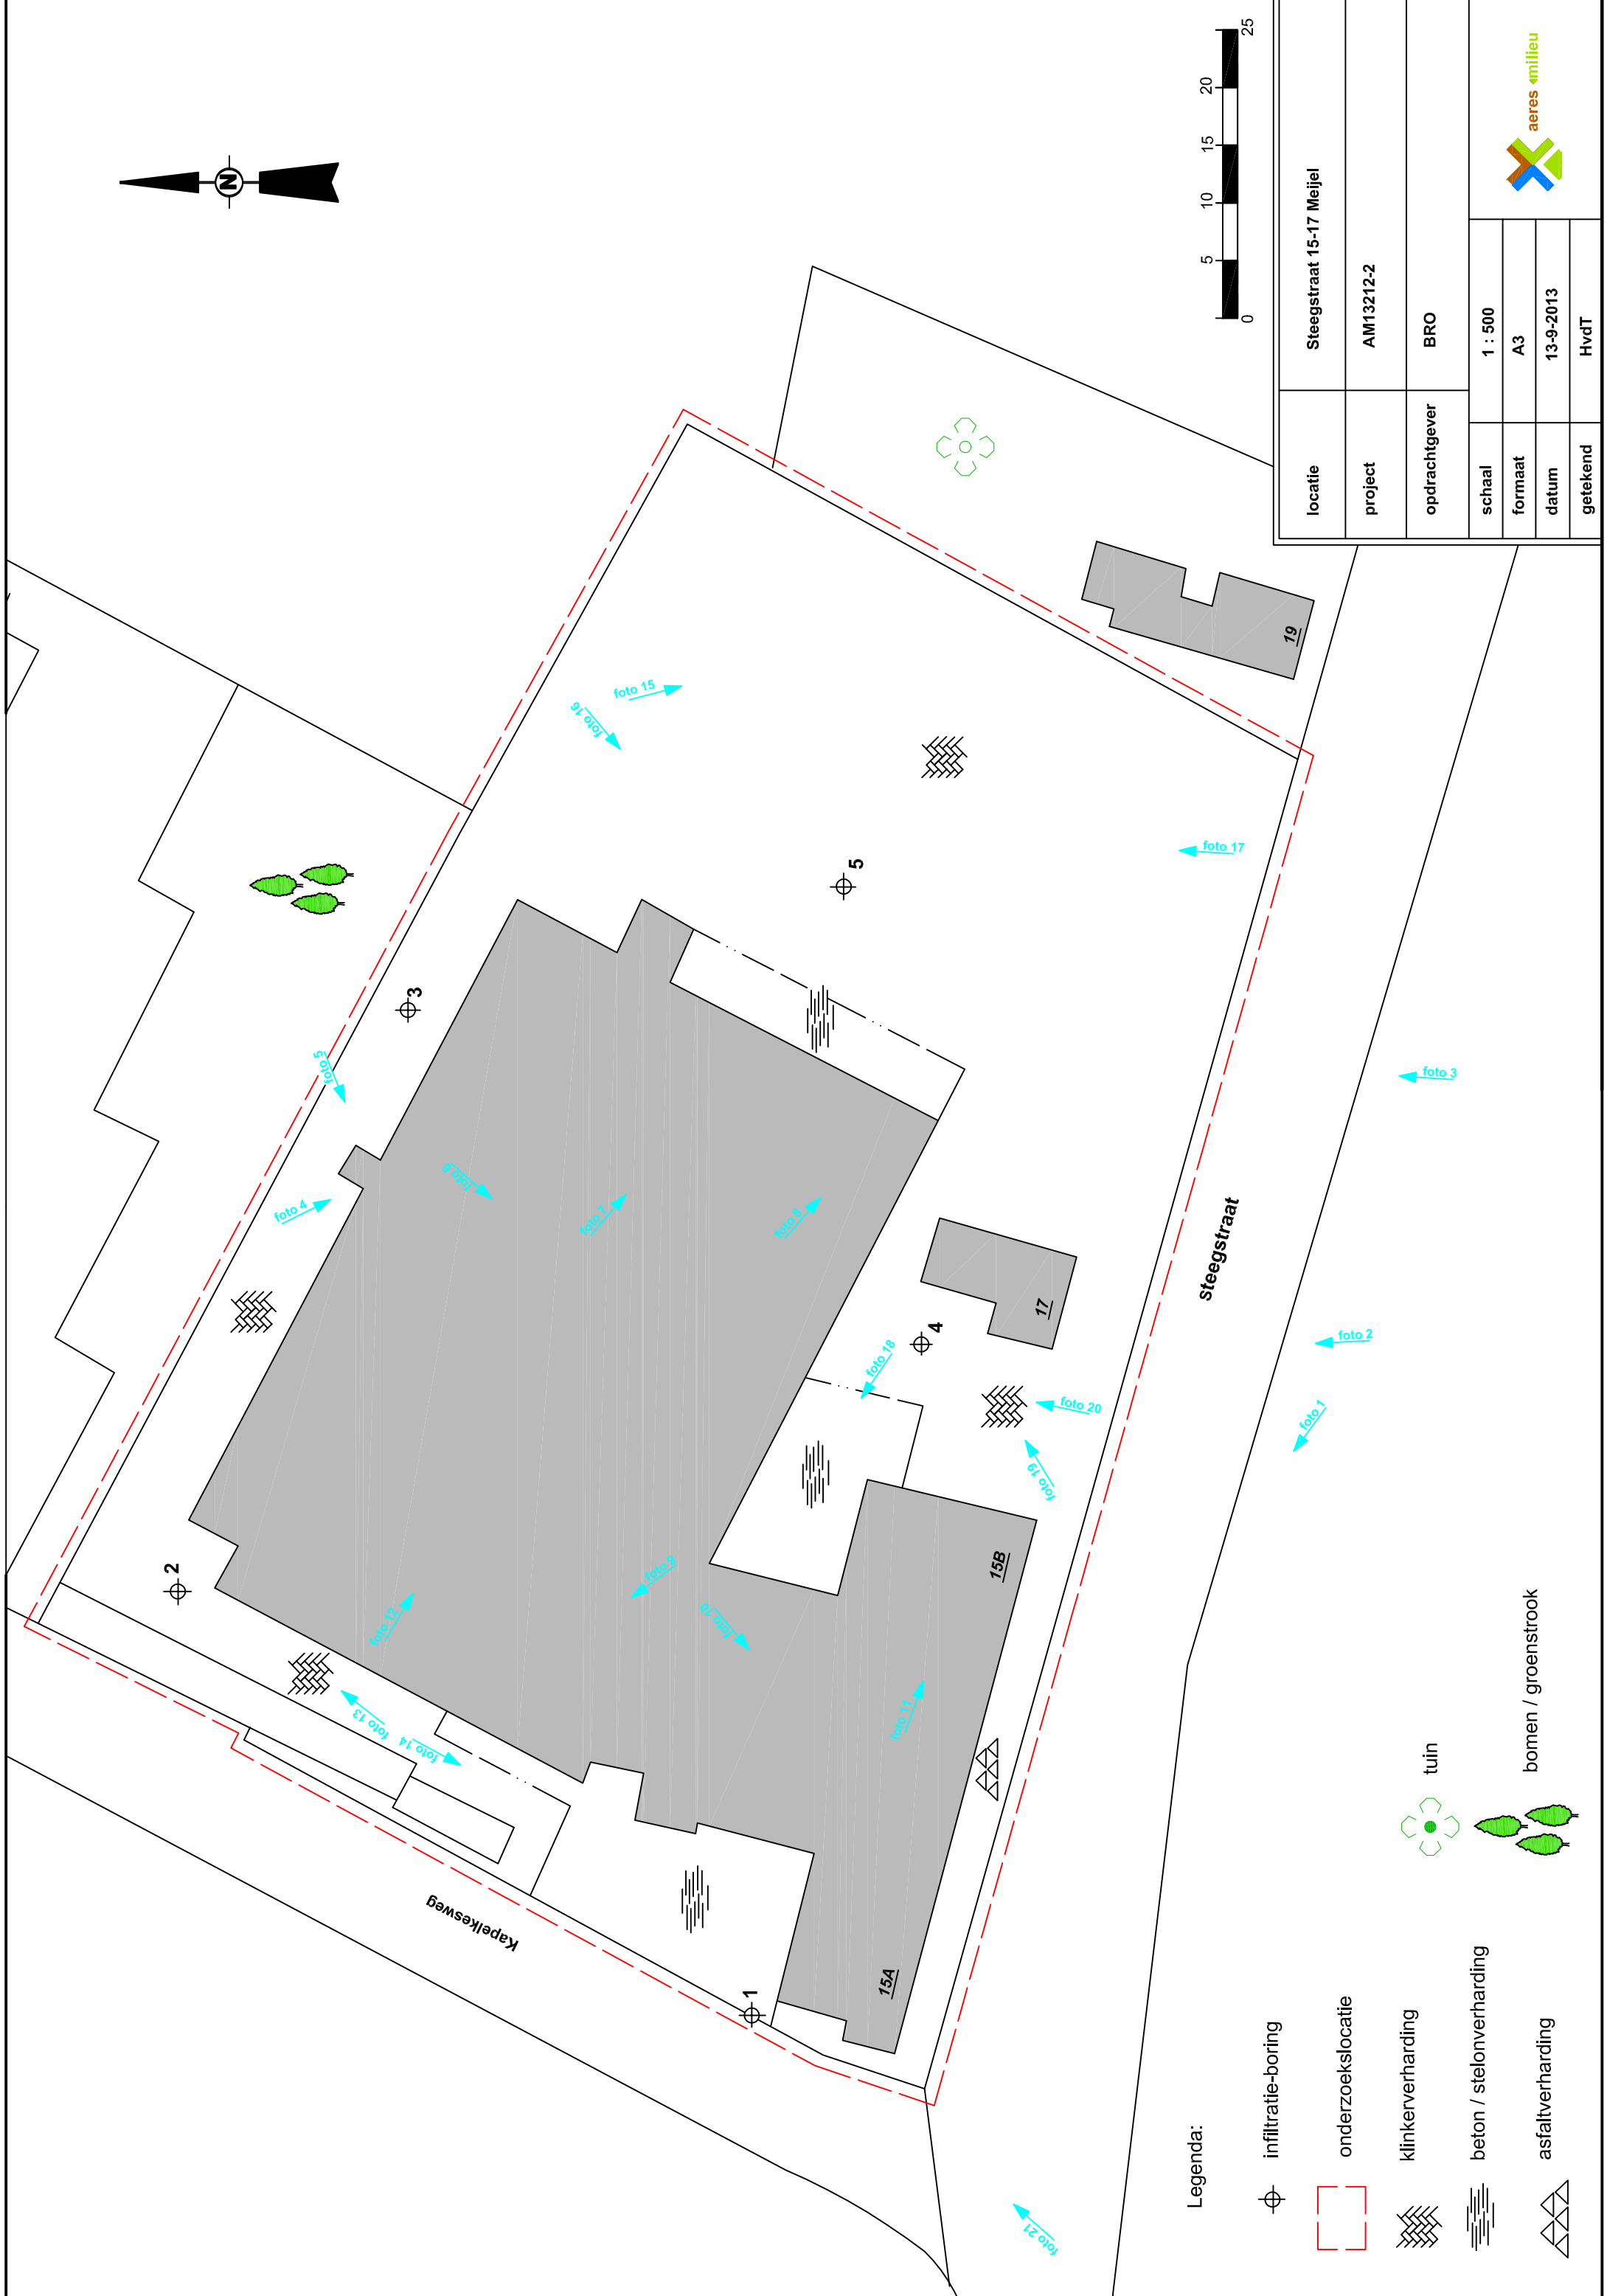 N
foto 15
foto 16
3
foto 5
foto 4
foto 6
foto 7
foto 8
5
foto 17
19
2
foto 12
foto 13
foto 14
foto 9
foto 10
foto 11
4
foto 18
17
foto 20
foto 19
15B
15A
1
Kapelkesweg
steegstraat
foto 3
foto 2
foto 1
foto 21
Legenda:
infiltratie-boring
onderzoekslocatie
klinkerverharding
beton / stelonverharding
asfaltverharding
tuin
bomen / groenstrook
0 5 10 15 20 25
locatie Steegstraat 15-17 Meijel
project AM13212-2
opdrachtgever BRO
schaal 1 : 500
formaat A3
datum 13-9-2013
getekend HvdT
aeres milieu